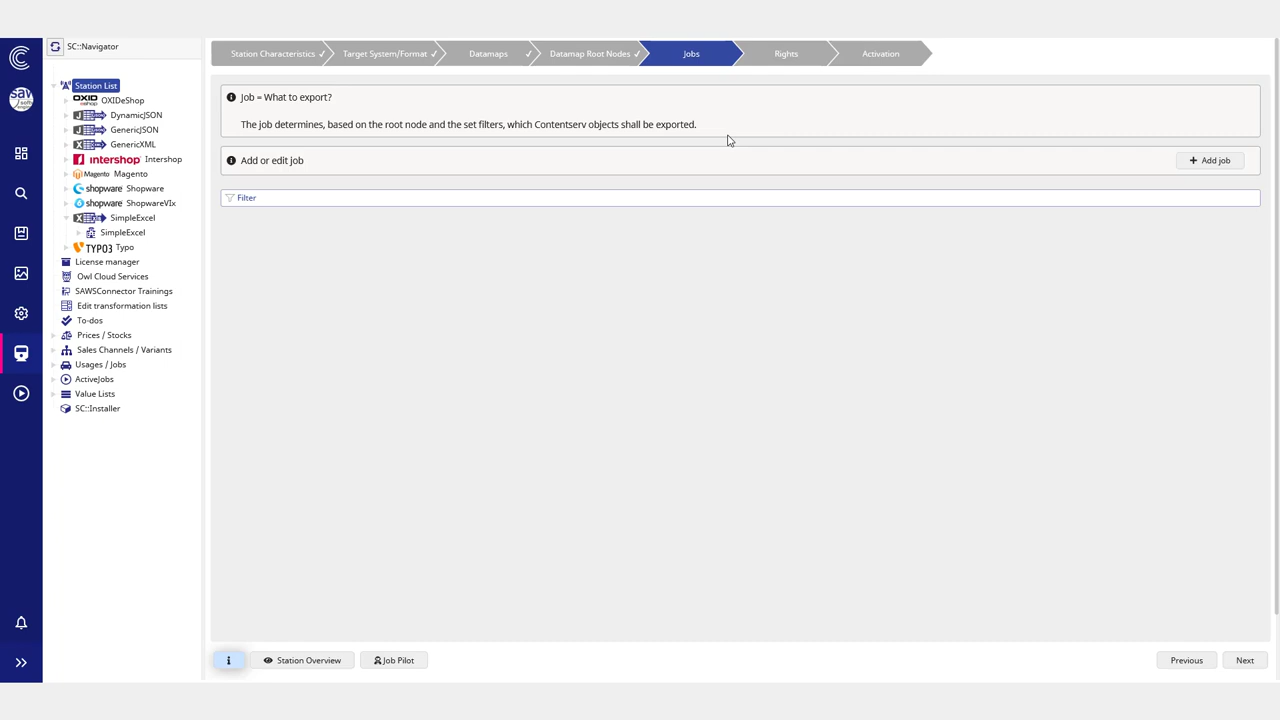 SC::Navigator
Station Characteristics ✓
Target System/Format ✓
Datamaps ✓
Datamap Root Nodes ✓
Jobs
Rights
Activation
Station List
OXID eshop OXIDeShop
DynamicJSON
GenericJSON
GenericXML
intershop Intershop
Magento Magento
shopware Shopware
shopware ShopwareVIx
SimpleExcel
SimpleExcel
TYPO3 Typo
License manager
Owl Cloud Services
SAWSConnector Trainings
Edit transformation lists
To-dos
Prices / Stocks
Sales Channels / Variants
Usages / Jobs
ActiveJobs
Value Lists
SC::Installer
Job = What to export?
The job determines, based on the root node and the set filters, which Contentserv objects shall be exported.
Add or edit job
+ Add job
Filter
Station Overview
Job Pilot
Previous
Next